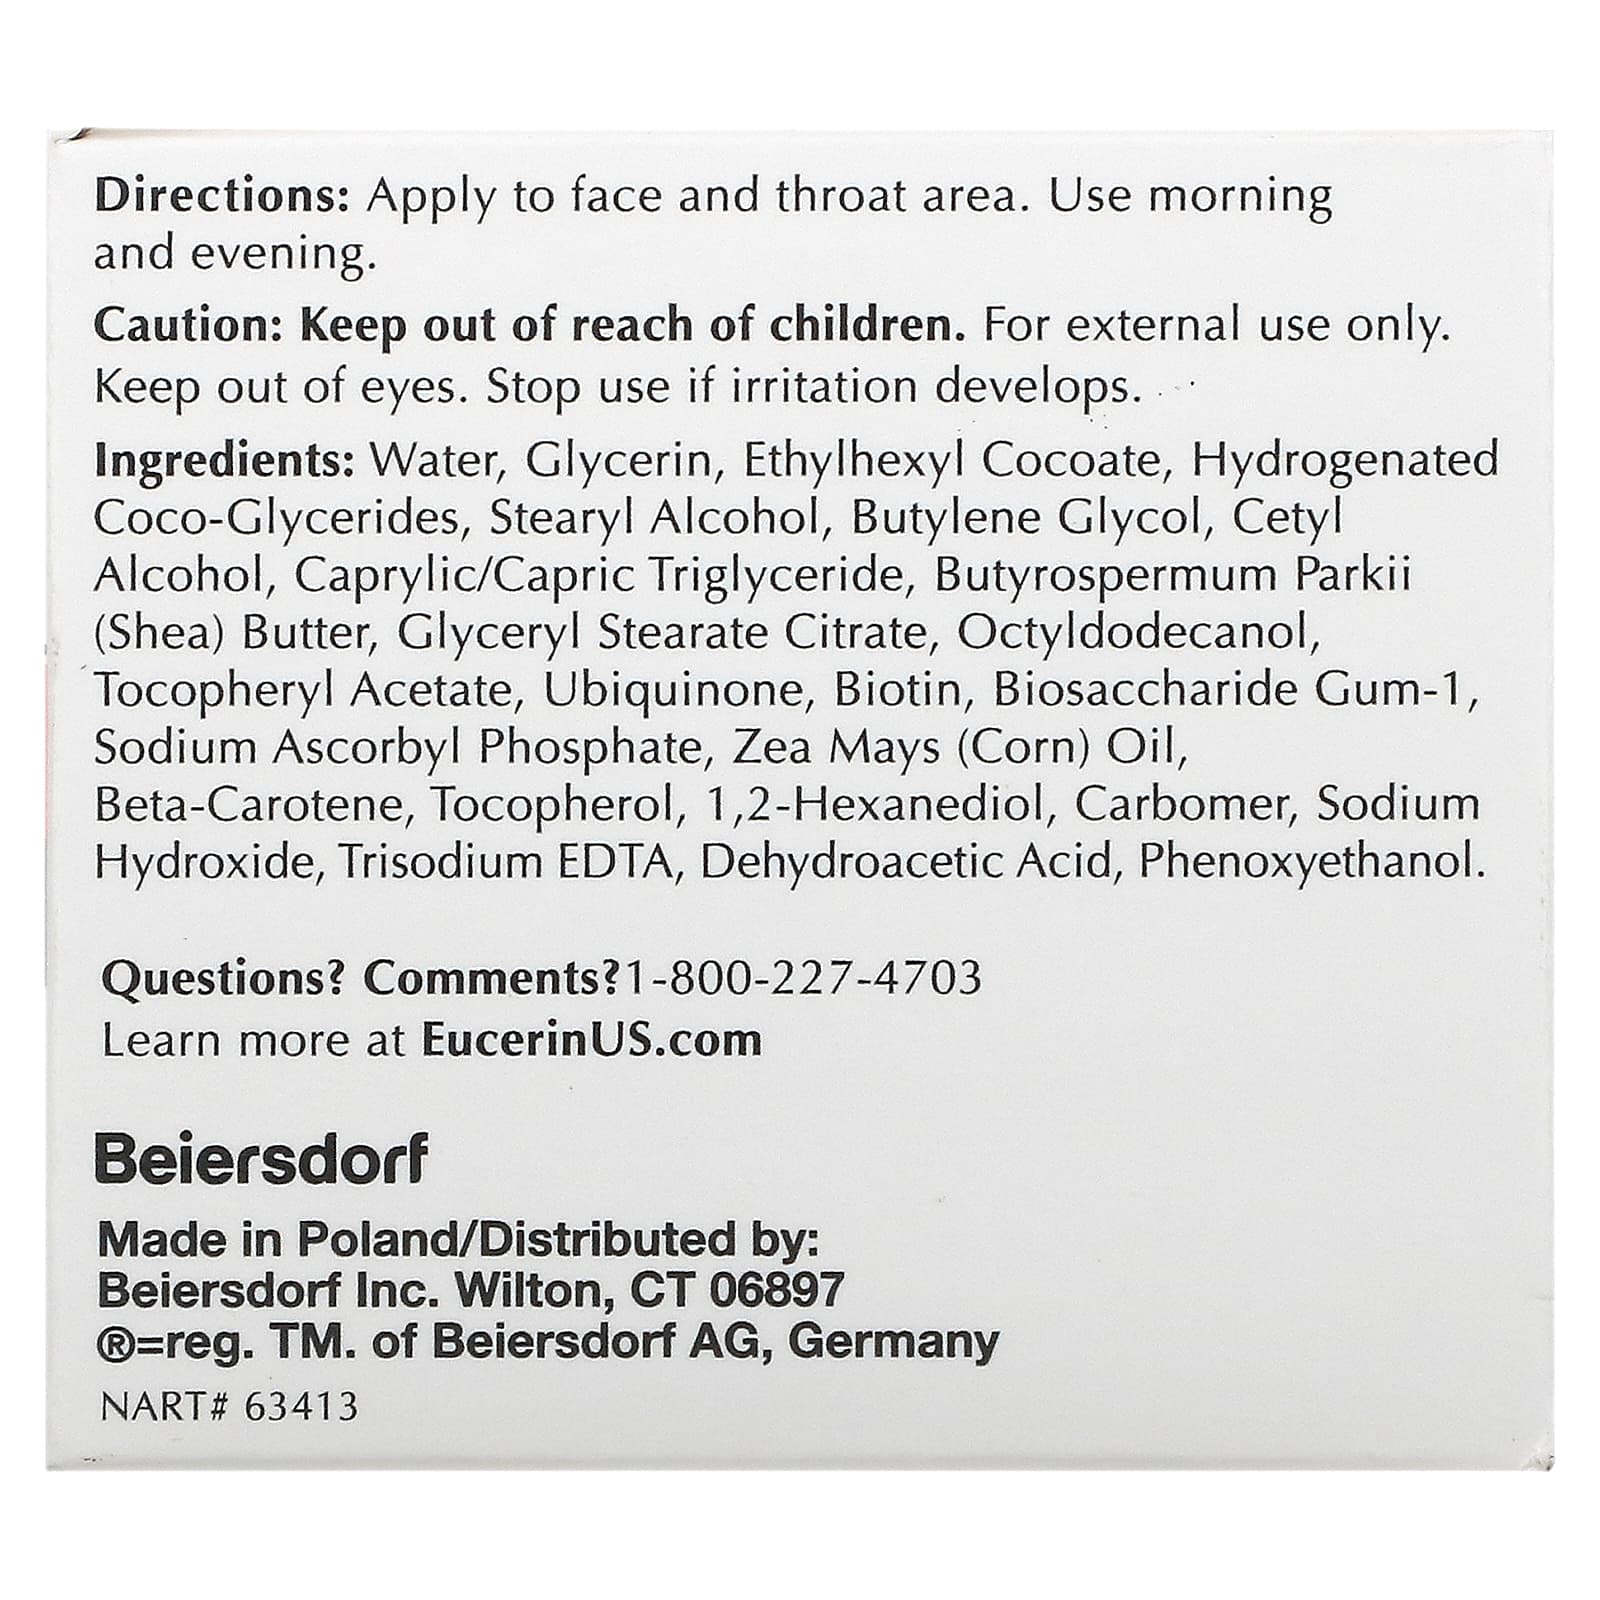 Directions: Apply to face and throat area. Use morning
and evening.
Caution: Keep out of reach of children. For external use only.
Keep out of eyes. Stop use if irritation develops.
Ingredients: Water, Glycerin, Ethylhexyl Cocoate, Hydrogenated
Coco-Glycerides, Stearyl Alcohol, Butylene Glycol, Cetyl
Alcohol, Caprylic/Capric Triglyceride, Butyrospermum Parkii
(Shea) Butter, Glyceryl Stearate Citrate, Octyldodecanol,
Tocopheryl Acetate, Ubiquinone, Biotin, Biosaccharide Gum-1,
Sodium Ascorbyl Phosphate, Zea Mays (Corn) Oil,
Beta-Carotene, Tocopherol, 1,2-Hexanediol, Carbomer, Sodium
Hydroxide, Trisodium EDTA, Dehydroacetic Acid, Phenoxyethanol.
Questions? Comments?1-800-227-4703
Learn more at EucerinUS.com
Beiersdorf
Made in Poland/Distributed by:
Beiersdorf Inc. Wilton, CT 06897
®=reg. TM. of Beiersdorf AG, Germany
NART# 63413